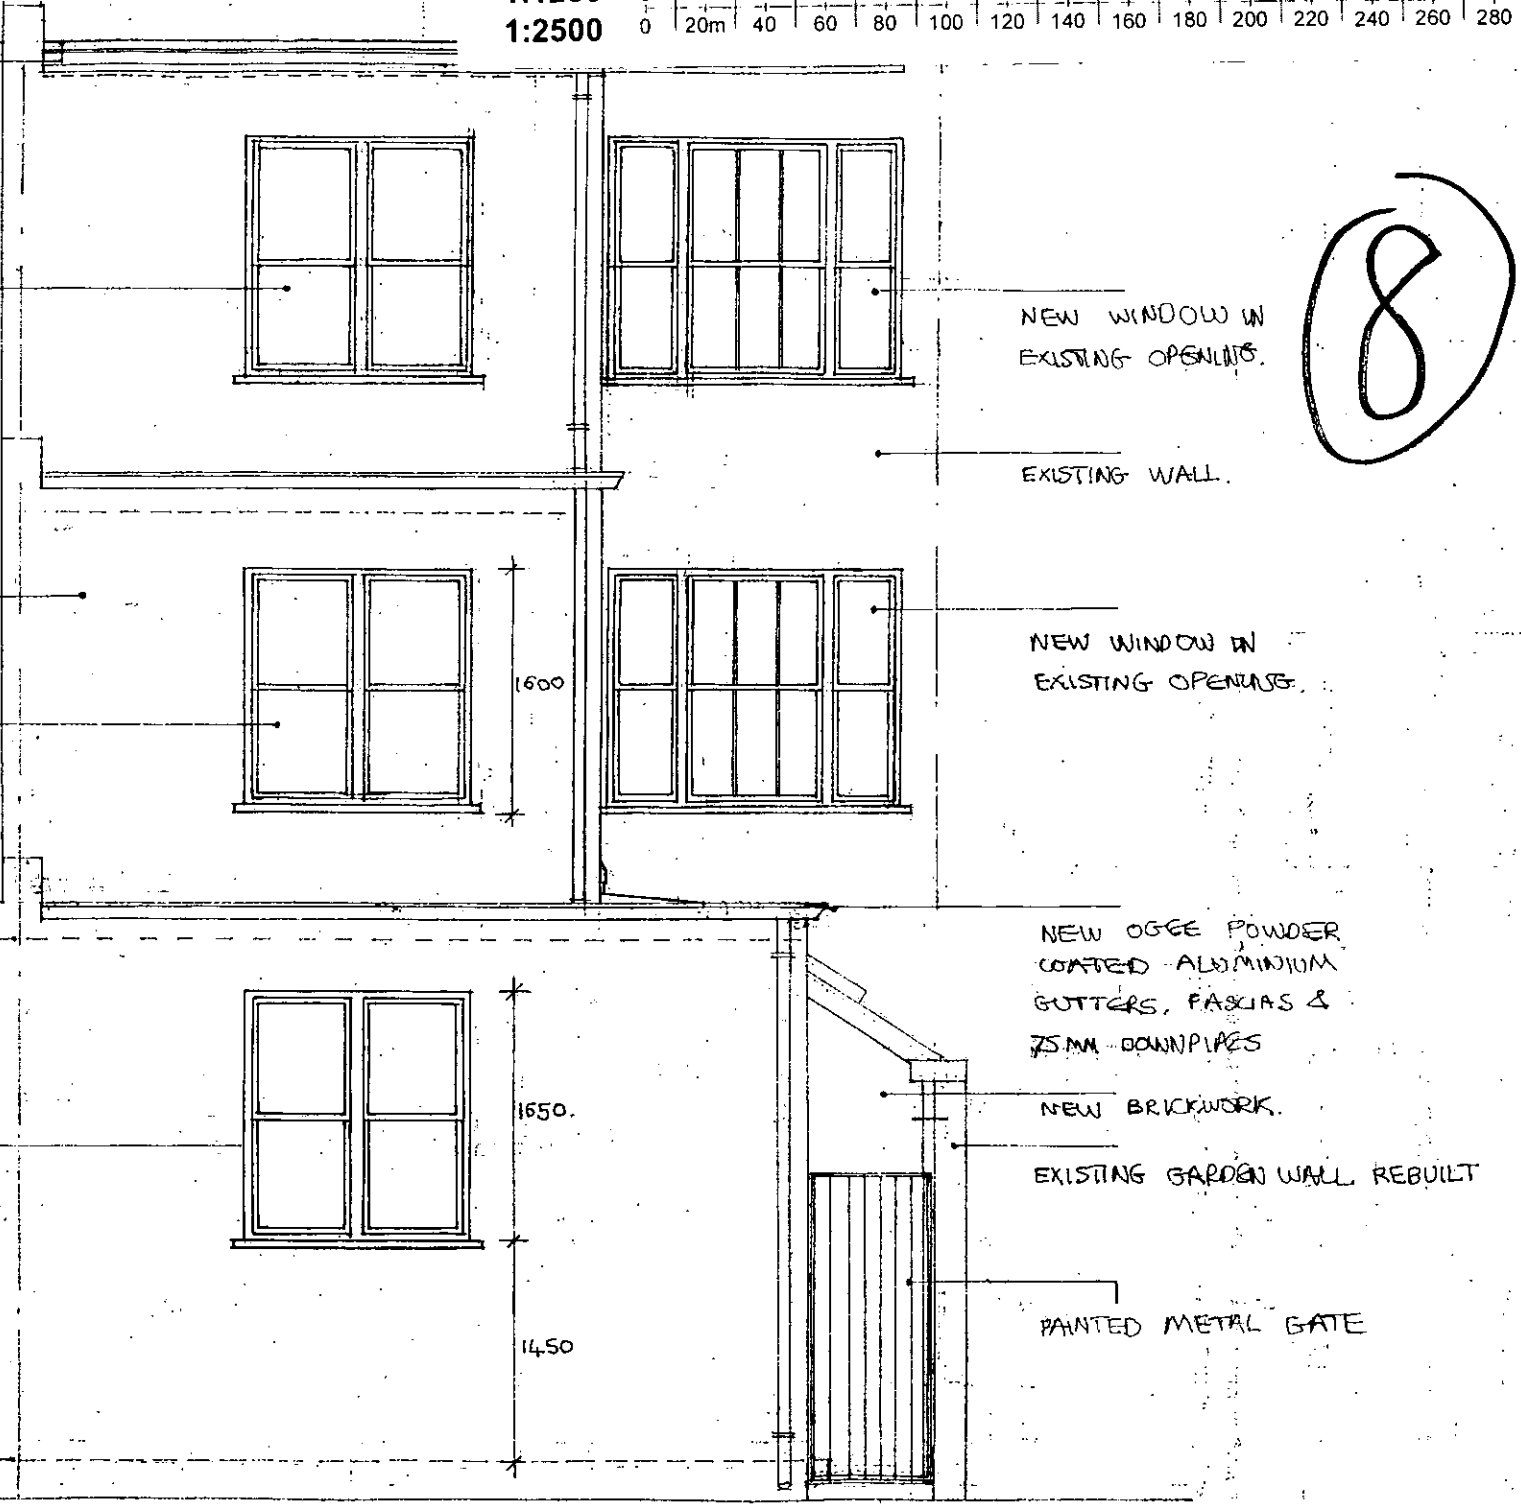 1:2500
0 20m 40 60 80 100 120 140 160 180 200 220 240 260 280
8
NEW WINDOW IN
EXISTING OPENING.
EXISTING WALL.
NEW WINDOW IN
EXISTING OPENING.
1600
NEW OGEE POWDER
COATED ALUMINIUM
GUTTERS, FASCIAS &
75MM DOWNPIPES
1650.
NEW BRICKWORK.
EXISTING GARDEN WALL REBUILT
PAINTED METAL GATE
1450